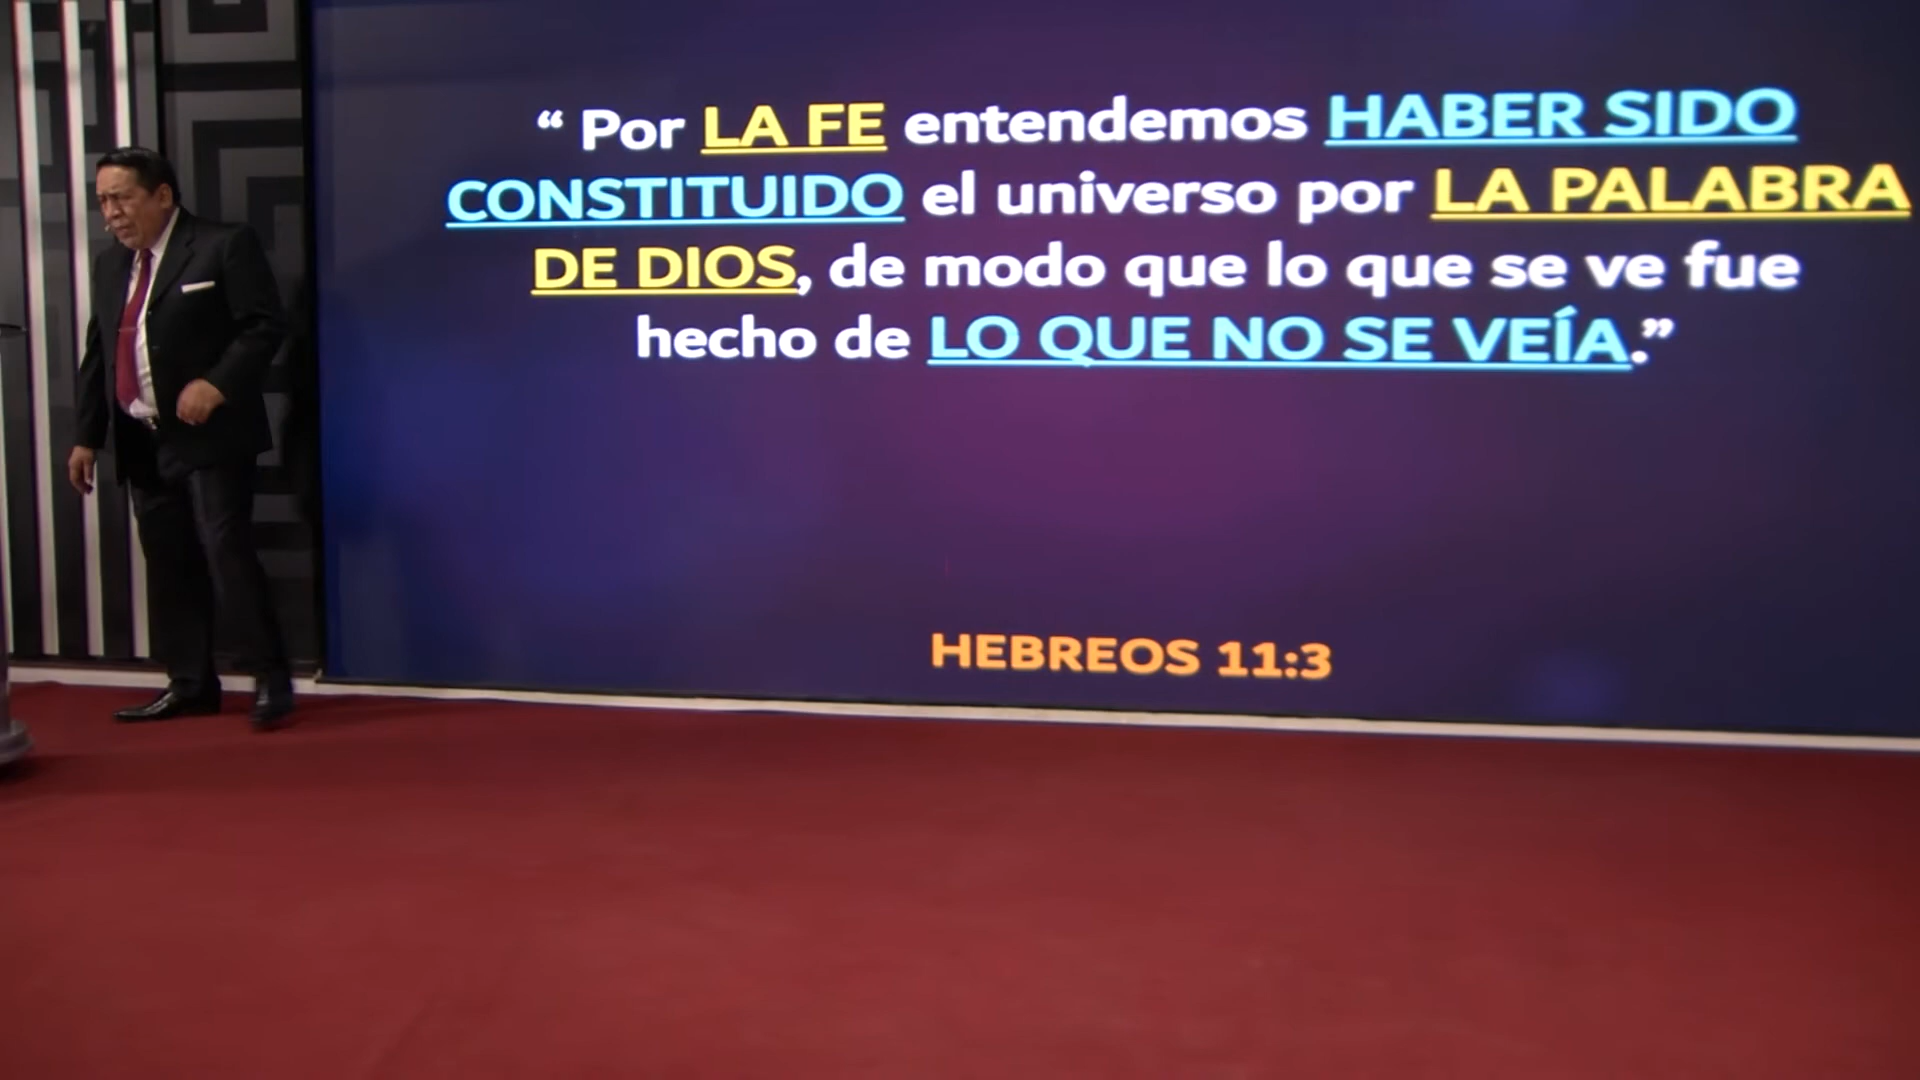 “ Por LA FE entendemos HABER SIDO
CONSTITUIDO el universo por LA PALABRA
DE DIOS, de modo que lo que se ve fue
hecho de LO QUE NO SE VEÍA.”
HEBREOS 11:3